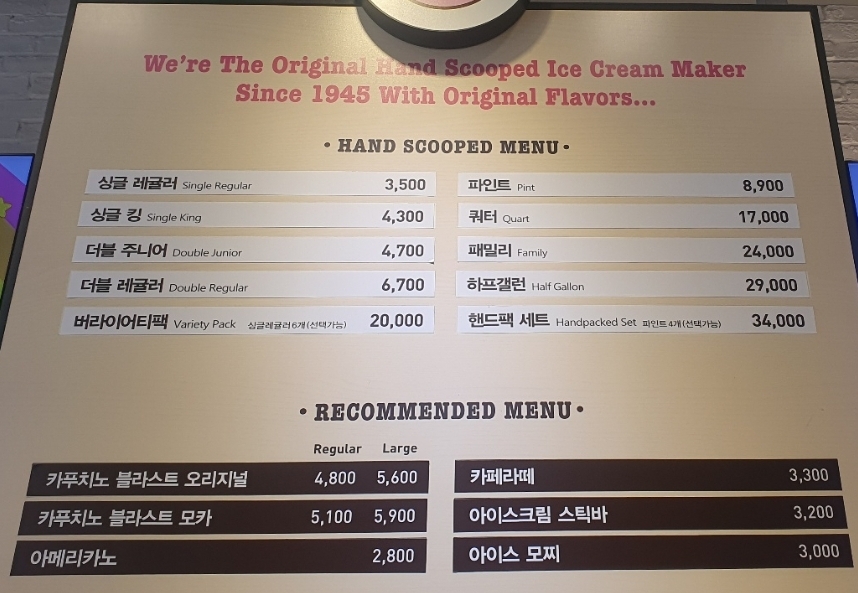 We're The Original Hand Scooped Ice Cream Maker
Since 1945 With Original Flavors...
• HAND SCOOPED MENU •
싱글 레귤러 Single Regular 3,500
싱글 킹 Single King 4,300
더블 주니어 Double Junior 4,700
더블 레귤러 Double Regular 6,700
버라이어티팩 Variety Pack 싱글레귤러6개(선택가능) 20,000
파인트 Pint 8,900
쿼터 Quart 17,000
패밀리 Family 24,000
하프갤런 Half Gallon 29,000
핸드팩 세트 Handpacked Set 파인트4개(선택가능) 34,000
• RECOMMENDED MENU •
Regular Large
카푸치노 블라스트 오리지널 4,800 5,600
카푸치노 블라스트 모카 5,100 5,900
아메리카노 2,800
카페라떼 3,300
아이스크림 스틱바 3,200
아이스 모찌 3,000